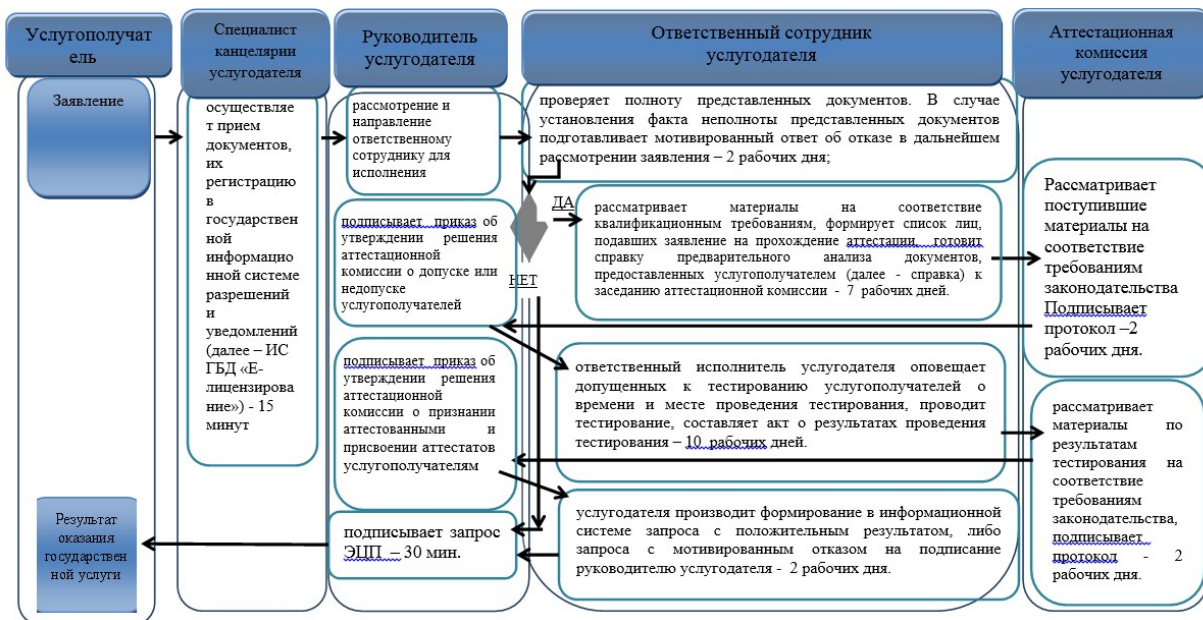 Услугополучат
ель
Специалист
канцелярии
услугодателя
Руководитель
услугодателя
Ответственный сотрудник
услугодателя
Аттестационная
комиссия
услугодателя
Заявление
осуществляе
т прием
документов,
их
регистрацию
в
государствен
ной
информацио
нной системе
разрешений
и
уведомлений
(далее – ИС
ГБД «Е-
лицензирова
ние») - 15
минут
рассмотрение и
направление
ответственному
сотруднику для
исполнения
проверяет полноту представленных документов. В случае
установления факта неполноты представленных документов
подготавливает мотивированный ответ об отказе в дальнейшем
рассмотрении заявления – 2 рабочих дня;
ДА
НЕТ
рассматривает материалы на соответствие
квалификационным требованиям, формирует список лиц,
подавших заявление на прохождение аттестации, готовит
справку предварительного анализа документов,
предоставленных услугополучателем (далее - справка) к
заседанию аттестационной комиссии - 7 рабочих дней.
Рассматривает
поступившие
материалы на
соответствие
требованиям
законодательства
Подписывает
протокол –2
рабочих дня.
подписывает приказ об
утверждении решения
аттестационной
комиссии о допуске или
недопуске
услугополучателей
ответственный исполнитель услугодателя оповещает
допущенных к тестированию услугополучателей о
времени и месте проведения тестирования, проводит
тестирование, составляет акт о результатах проведения
тестирования – 10 рабочих дней.
рассматривает
материалы по
результатам
тестирования на
соответствие
требованиям
законодательства,
подписывает
протокол - 2
рабочих дня.
подписывает приказ об
утверждении решения
аттестационной
комиссии о признании
аттестованными и
присвоении аттестатов
услугополучателям
услугодателя производит формирование в информационной
системе запроса с положительным результатом, либо
запроса с мотивированным отказом на подписание
руководителю услугодателя - 2 рабочих дня.
подписывает запрос
ЭЦП – 30 мин.
Результат
оказания
государствен
ной услуги